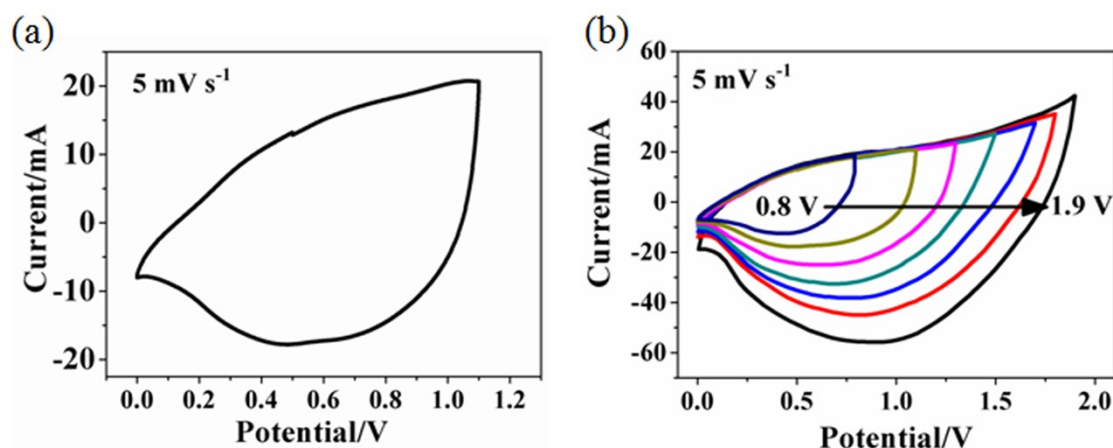 (a)
5 mV s⁻¹
Current/mA
20
10
0
-10
-20
0.0 0.2 0.4 0.6 0.8 1.0 1.2
Potential/V
(b)
5 mV s⁻¹
Current/mA
60
40
20
0
-20
-40
-60
0.8 V
1.9 V
0.0 0.5 1.0 1.5 2.0
Potential/V